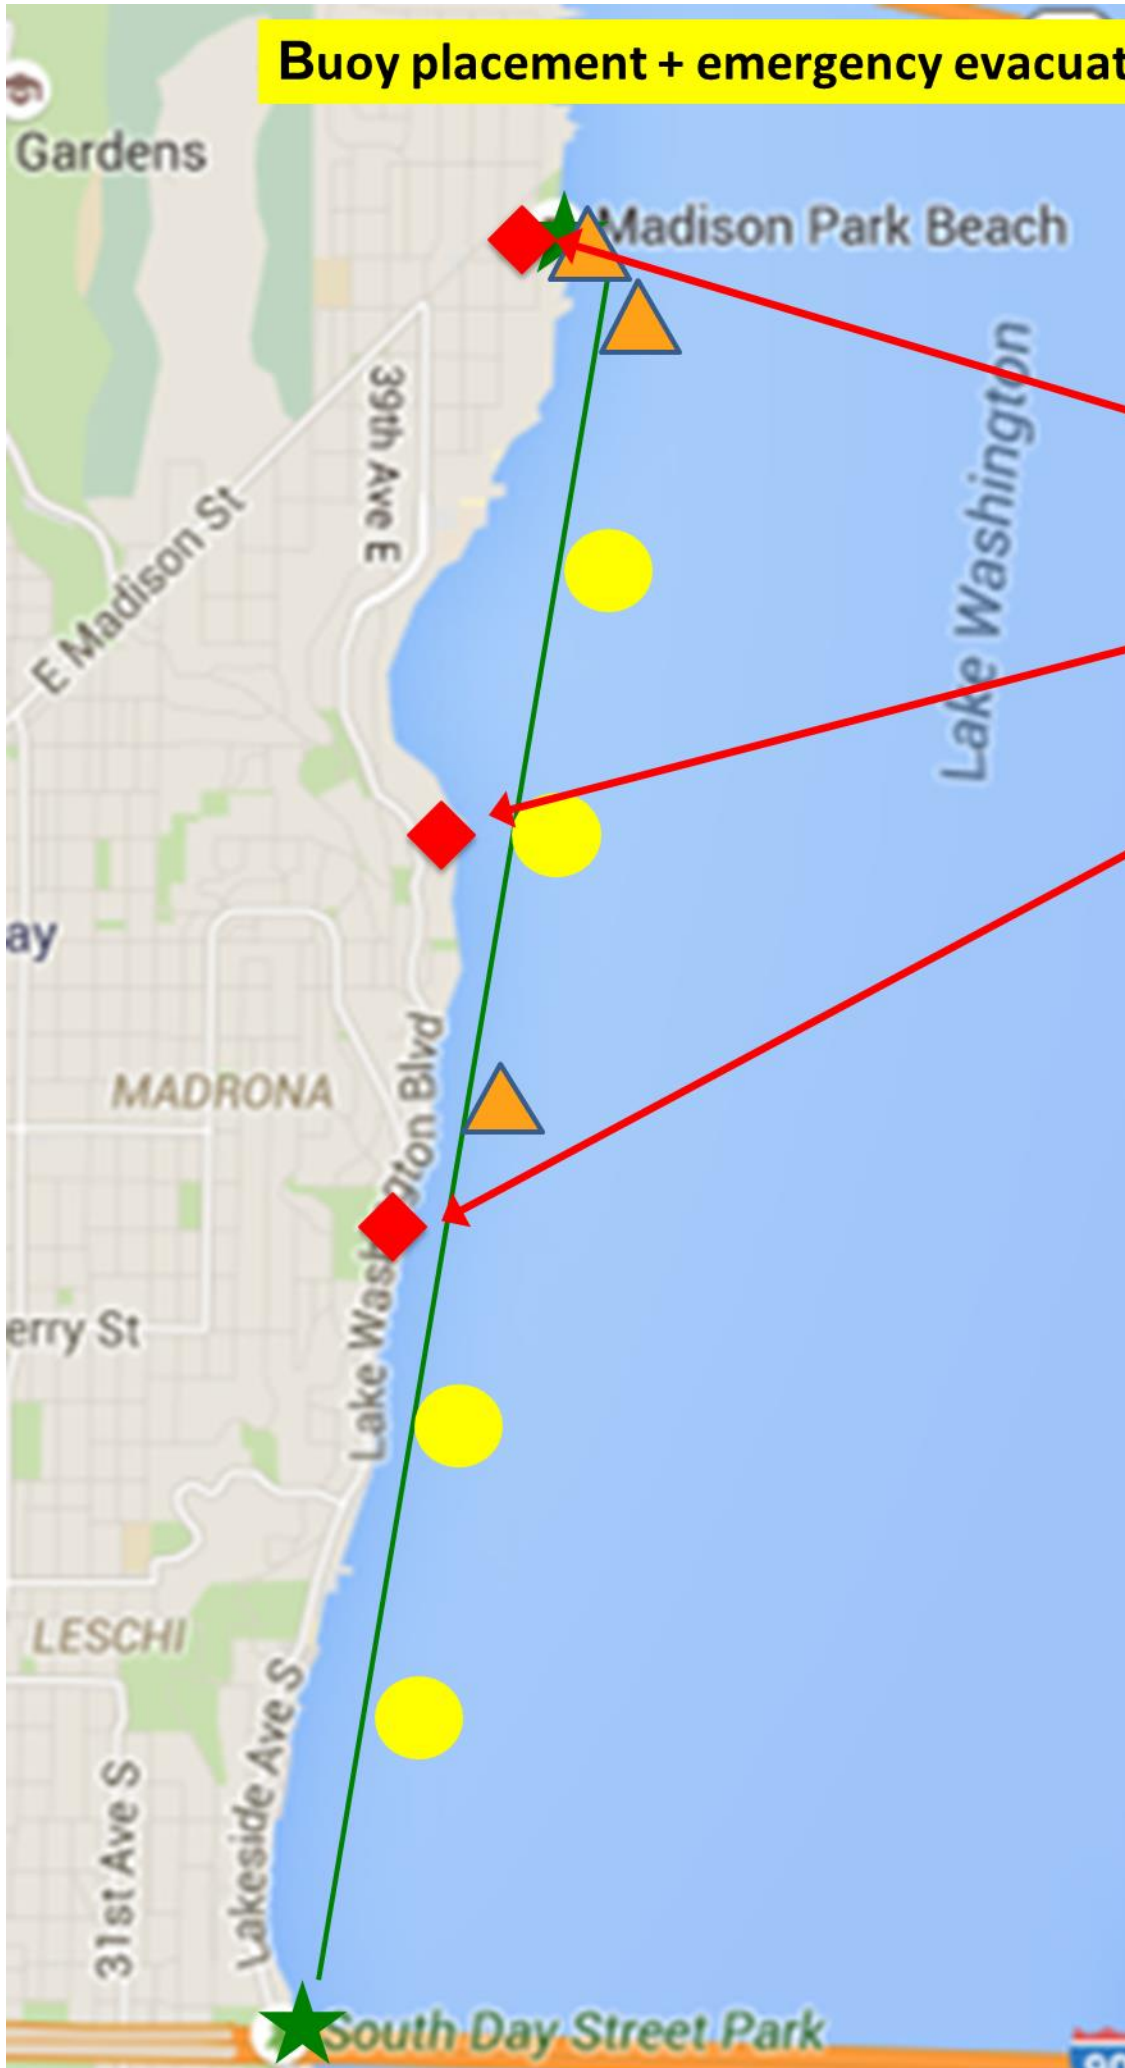 Buoy placement + emergency evacuat
Gardens
Madison Park Beach
39th Ave E
Lake Washington
E Madison St
ay
MADRONA
Lake Washington Blvd
erry St
LESCHI
Lakeside Ave S
31st Ave S
South Day Street Park
90